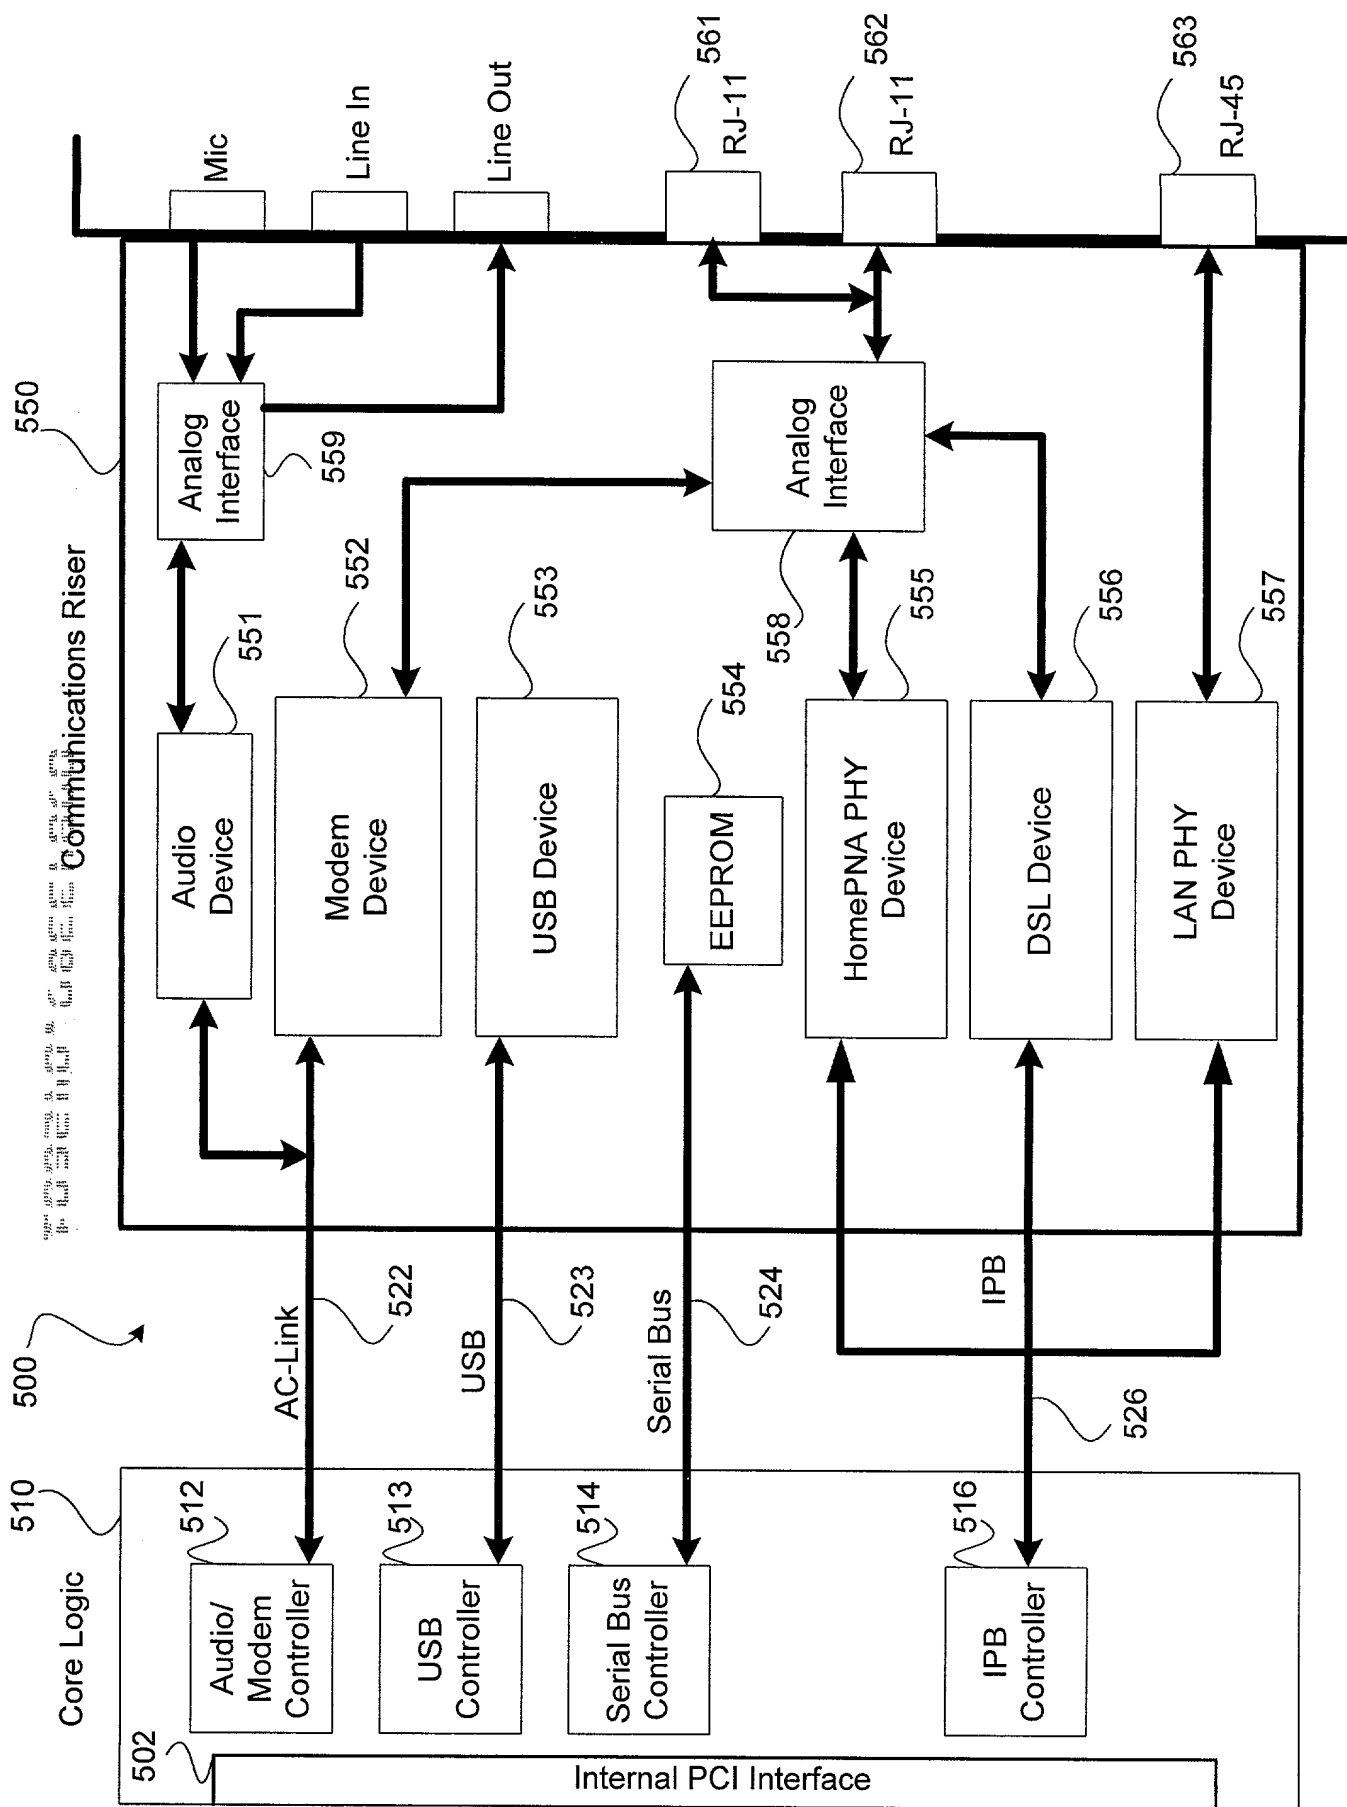 500
Core Logic
510
502
Internal PCI Interface
512
Audio/
Modem
Controller
513
USB
Controller
514
Serial Bus
Controller
516
IPB
Controller
AC-Link
522
USB
523
Serial Bus
524
IPB
526
Communications Riser
550
Audio
Device
551
Modem
Device
552
USB Device
553
EEPROM
554
HomePNA PHY
Device
555
DSL Device
556
LAN PHY
Device
557
Analog
Interface
559
Analog
Interface
558
Mic
Line In
Line Out
561
RJ-11
562
RJ-11
563
RJ-45